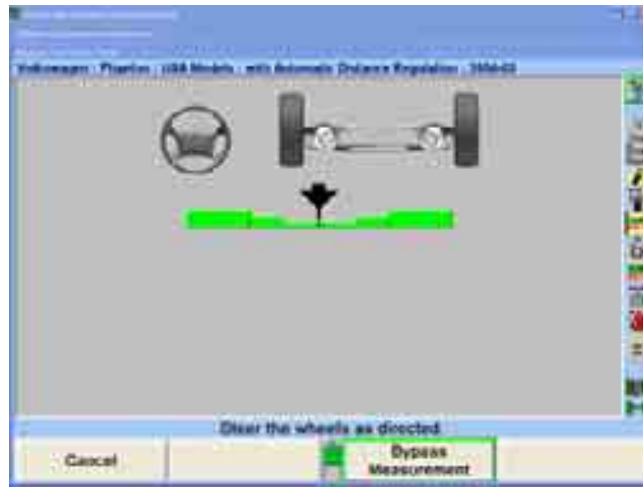 Volkswagen : Phaeton : USA Models : with Automatic Distance Regulation : 2004-05
Steer the wheels as directed.
Cancel
Bypass
Measurement